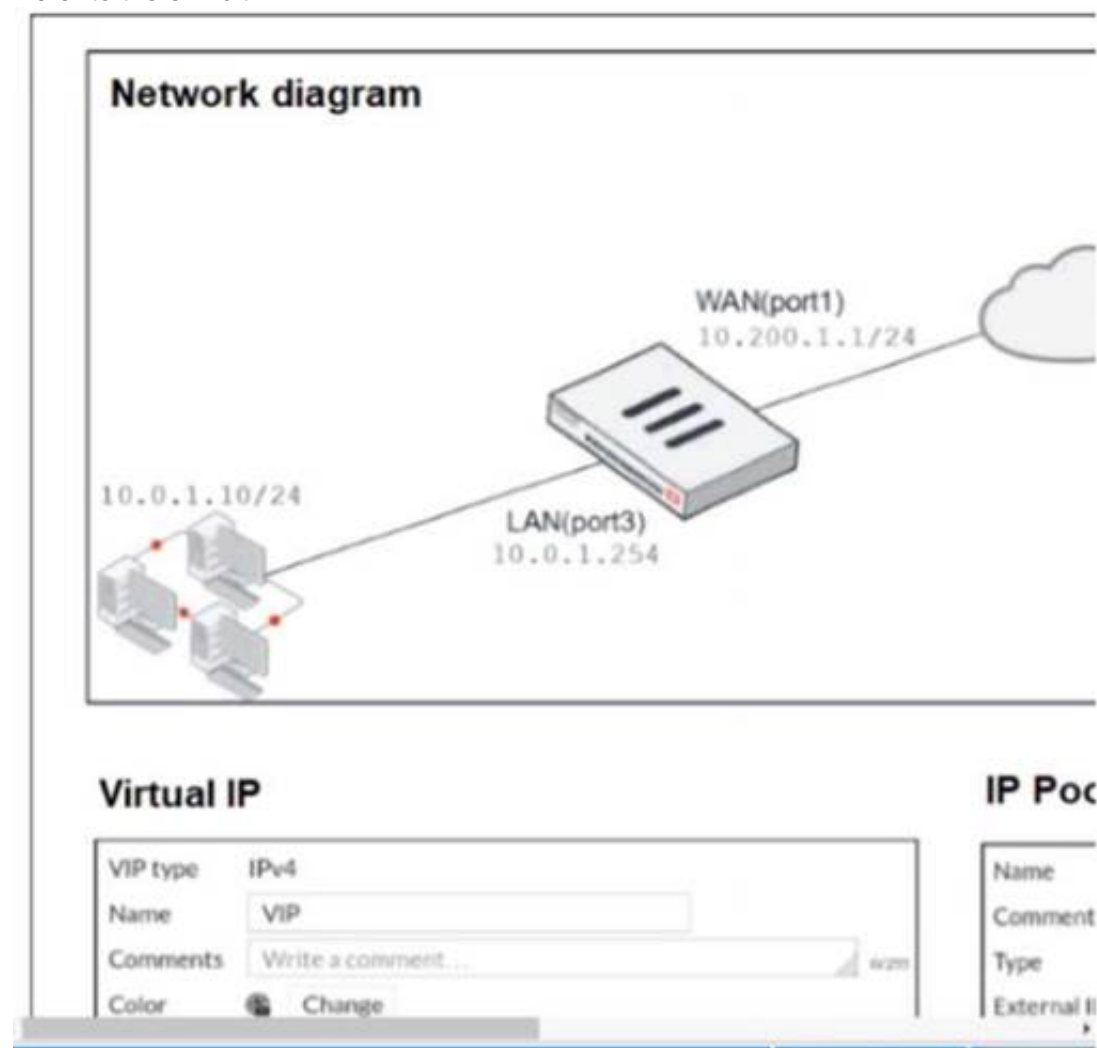 Network diagram
WAN(port1)
10.200.1.1/24
10.0.1.10/24
LAN(port3)
10.0.1.254
Virtual IP
IP Poo
VIP type IPv4
Name VIP
Comments Write a comment...
Color Change
Name
Comment
Type
External I